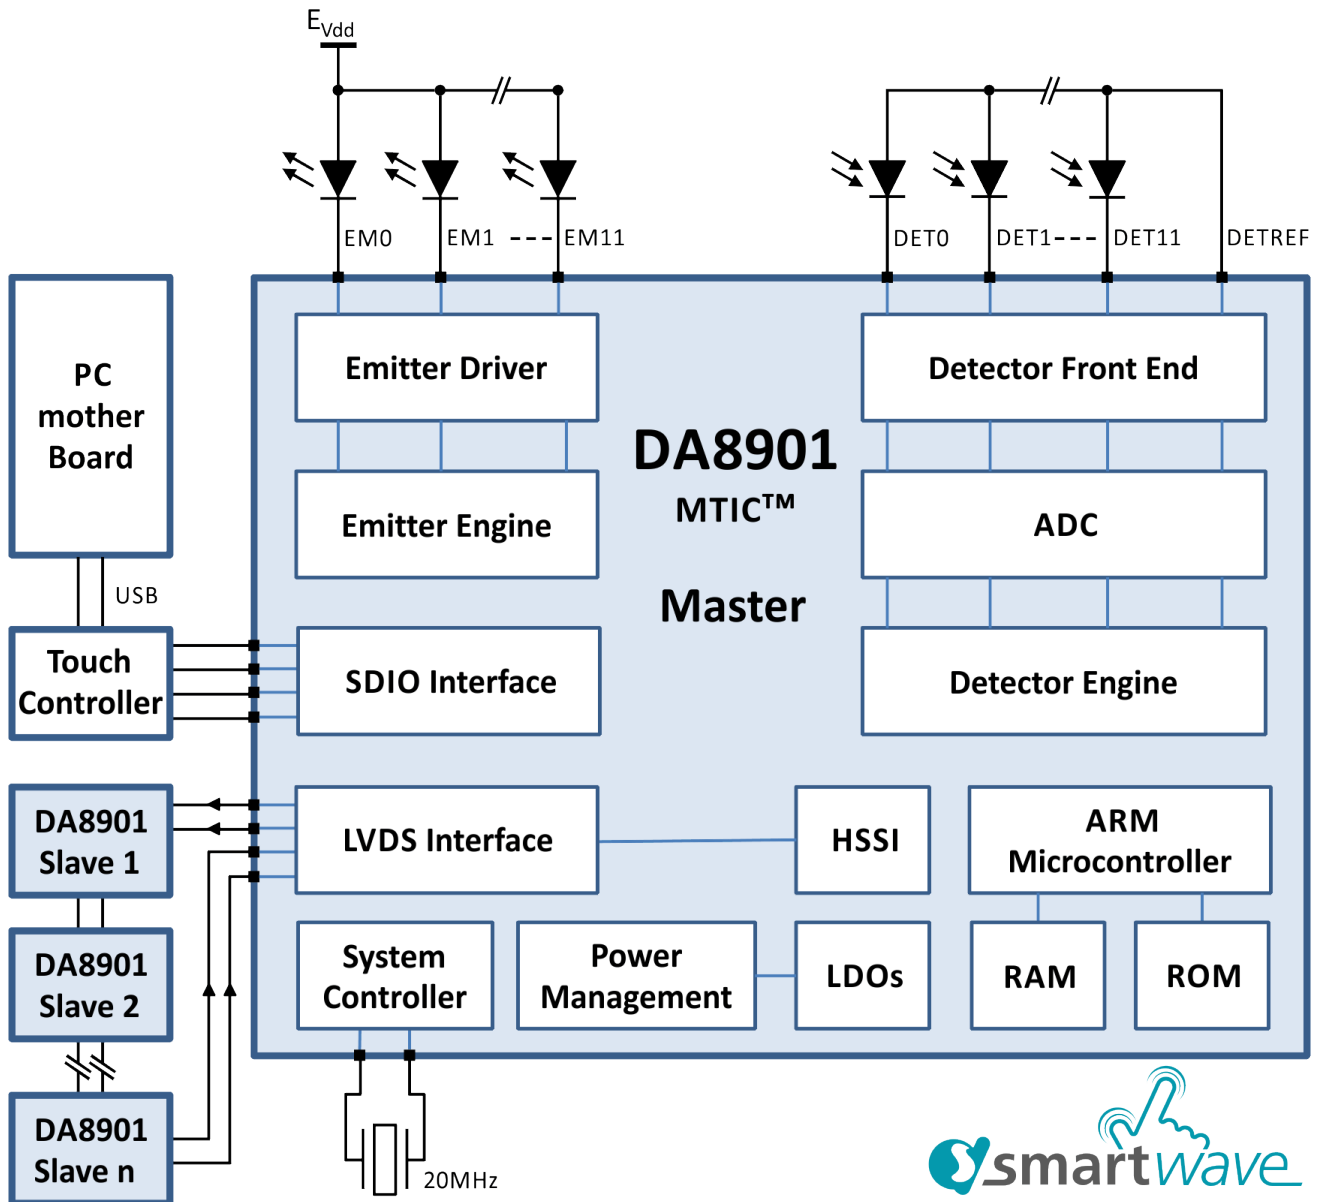 EVdd
EM0
EM1
----
EM11
DET0
DET1
----
DET11
DETREF
PC
mother
Board
USB
Touch
Controller
DA8901
Slave 1
DA8901
Slave 2
DA8901
Slave n
Emitter Driver
Emitter Engine
SDIO Interface
LVDS Interface
System
Controller
20MHz
DA8901
MTIC™
Master
Power
Management
HSSI
LDOs
Detector Front End
ADC
Detector Engine
ARM
Microcontroller
RAM
ROM
smartwave